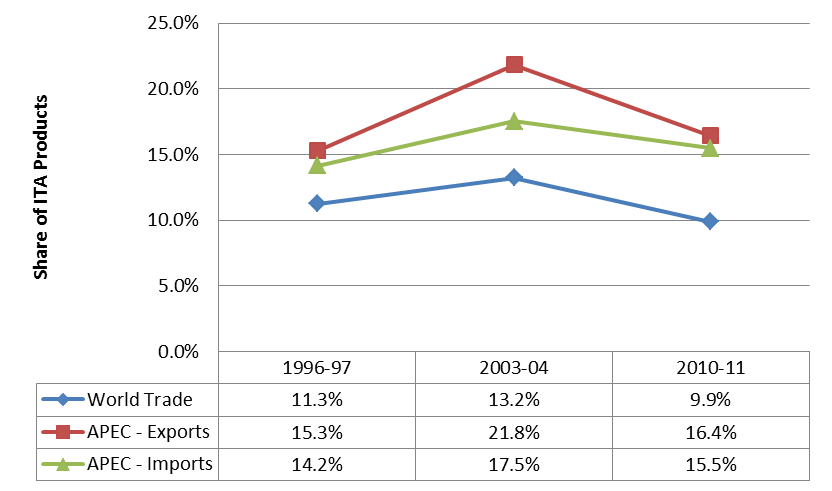 Share of ITA Products
25.0%
20.0%
15.0%
10.0%
5.0%
0.0%
1996-97 2003-04 2010-11
World Trade 11.3% 13.2% 9.9%
APEC - Exports 15.3% 21.8% 16.4%
APEC - Imports 14.2% 17.5% 15.5%